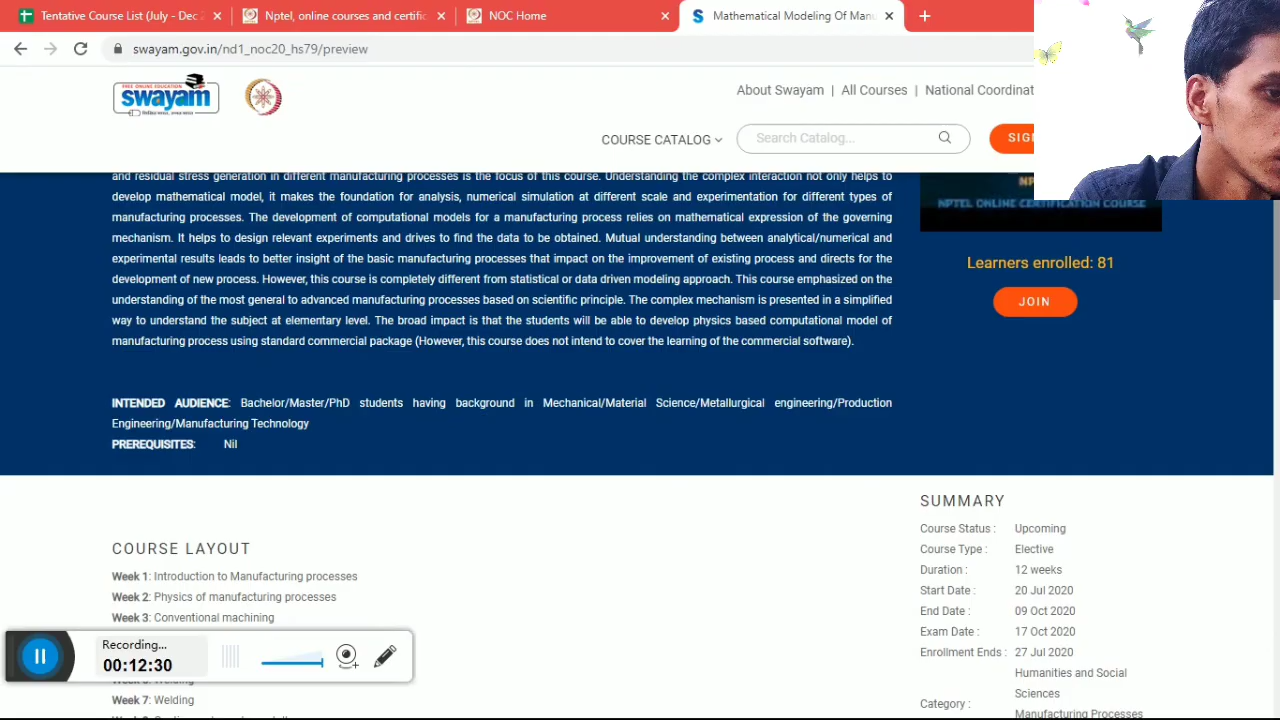 Tentative Course List (July - Dec 2
Nptel, online courses and certific
NOC Home
Mathematical Modeling Of Manu
swayam.gov.in/nd1_noc20_hs79/preview
FREE ONLINE EDUCATION
swayam
About Swayam | All Courses | National Coordinat
COURSE CATALOG
Search Catalog...
SIG
and residual stress generation in different manufacturing processes is the focus of this course. Understanding the complex interaction not only helps to
develop mathematical model, it makes the foundation for analysis, numerical simulation at different scale and experimentation for different types of
manufacturing processes. The development of computational models for a manufacturing process relies on mathematical expression of the governing
mechanism. It helps to design relevant experiments and drives to find the data to be obtained. Mutual understanding between analytical/numerical and
experimental results leads to better insight of the basic manufacturing processes that impact on the improvement of existing process and directs for the
development of new process. However, this course is completely different from statistical or data driven modeling approach. This course emphasized on the
understanding of the most general to advanced manufacturing processes based on scientific principle. The complex mechanism is presented in a simplified
way to understand the subject at elementary level. The broad impact is that the students will be able to develop physics based computational model of
manufacturing process using standard commercial package (However, this course does not intend to cover the learning of the commercial software).
INTENDED AUDIENCE: Bachelor/Master/PhD students having background in Mechanical/Material Science/Metallurgical engineering/Production
Engineering/Manufacturing Technology
PREREQUISITES: Nil
NPTEL ONLINE CERTIFICATION COURSE
Learners enrolled: 81
JOIN
COURSE LAYOUT
Week 1: Introduction to Manufacturing processes
Week 2: Physics of manufacturing processes
Week 3: Conventional machining
Week 7: Welding
SUMMARY
Course Status : Upcoming
Course Type : Elective
Duration : 12 weeks
Start Date : 20 Jul 2020
End Date : 09 Oct 2020
Exam Date : 17 Oct 2020
Enrollment Ends : 27 Jul 2020
Category : Humanities and Social
Sciences
Manufacturing Processes
Recording...
00:12:30